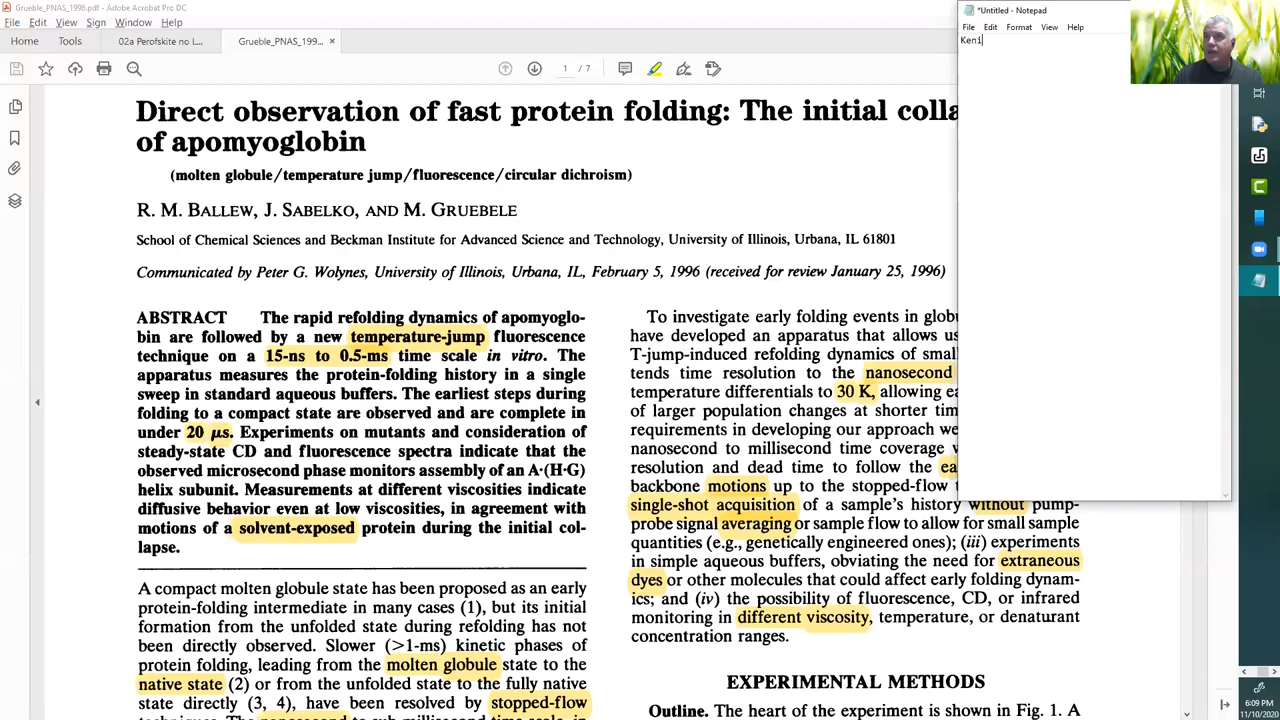 Grueble_PNAS_1996.pdf - Adobe Acrobat Pro DC
File Edit View Sign Window Help
Home Tools 02a Perofskite no L... Grueble_PNAS_199... ×
1 / 7
Direct observation of fast protein folding: The initial colla
of apomyoglobin
(molten globule/temperature jump/fluorescence/circular dichroism)
R. M. BALLEW, J. SABELKO, AND M. GRUEBELE
School of Chemical Sciences and Beckman Institute for Advanced Science and Technology, University of Illinois, Urbana, IL 61801
Communicated by Peter G. Wolynes, University of Illinois, Urbana, IL, February 5, 1996 (received for review January 25, 1996)
ABSTRACT The rapid refolding dynamics of apomyoglo-
bin are followed by a new temperature-jump fluorescence
technique on a 15-ns to 0.5-ms time scale in vitro. The
apparatus measures the protein-folding history in a single
sweep in standard aqueous buffers. The earliest steps during
folding to a compact state are observed and are complete in
under 20 μs. Experiments on mutants and consideration of
steady-state CD and fluorescence spectra indicate that the
observed microsecond phase monitors assembly of an A·(H·G)
helix subunit. Measurements at different viscosities indicate
diffusive behavior even at low viscosities, in agreement with
motions of a solvent-exposed protein during the initial col-
lapse.
A compact molten globule state has been proposed as an early
protein-folding intermediate in many cases (1), but its initial
formation from the unfolded state during refolding has not
been directly observed. Slower (>1-ms) kinetic phases of
protein folding, leading from the molten globule state to the
native state (2) or from the unfolded state to the fully native
state directly (3, 4), have been resolved by stopped-flow
techniques. The nanosecond to sub-millisecond time scale, in
To investigate early folding events in globu
have developed an apparatus that allows us
T-jump-induced refolding dynamics of smal
tends time resolution to the nanosecond
temperature differentials to 30 K, allowing ea
of larger population changes at shorter tim
requirements in developing our approach we
nanosecond to millisecond time coverage w
resolution and dead time to follow the ea
backbone motions up to the stopped-flow t
single-shot acquisition of a sample's history without pump-
probe signal averaging or sample flow to allow for small sample
quantities (e.g., genetically engineered ones); (iii) experiments
in simple aqueous buffers, obviating the need for extraneous
dyes or other molecules that could affect early folding dynam-
ics; and (iv) the possibility of fluorescence, CD, or infrared
monitoring in different viscosity, temperature, or denaturant
concentration ranges.
EXPERIMENTAL METHODS
Outline. The heart of the experiment is shown in Fig. 1. A
*Untitled - Notepad
File Edit Format View Help
Keni
6:09 PM
11/10/2020